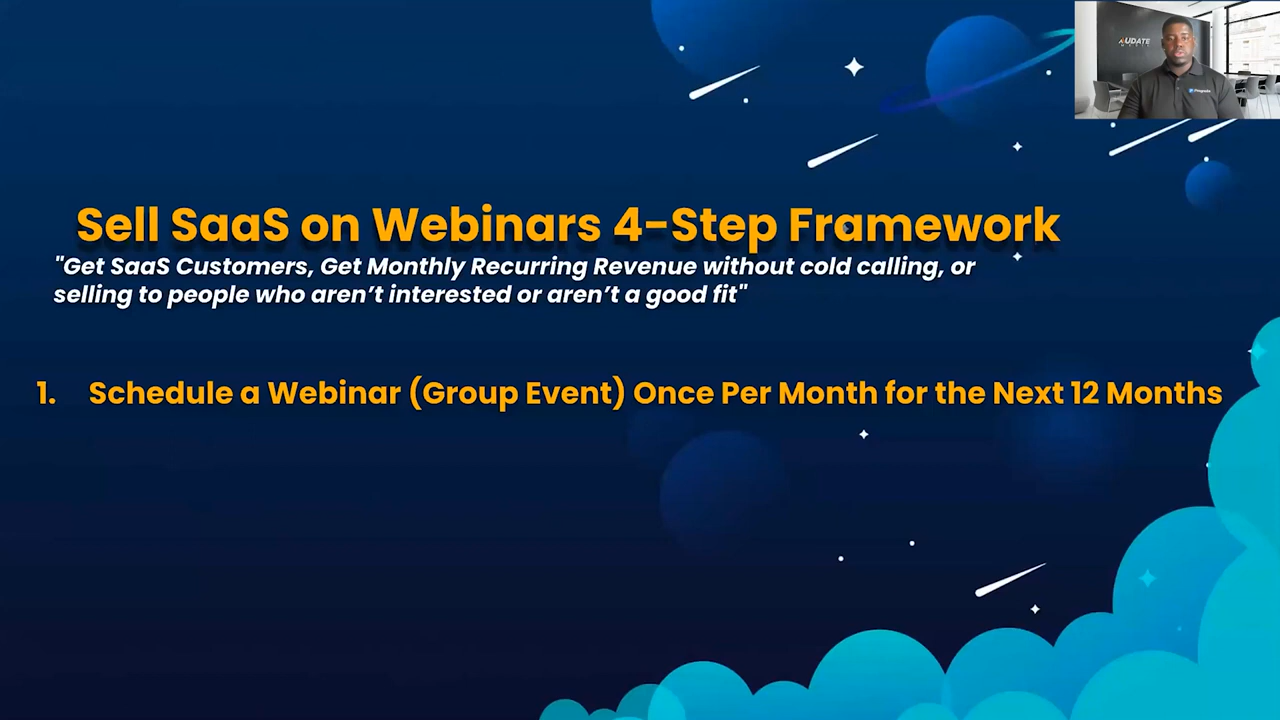 Sell SaaS on Webinars 4-Step Framework
"Get SaaS Customers, Get Monthly Recurring Revenue without cold calling, or
selling to people who aren’t interested or aren’t a good fit"
1. Schedule a Webinar (Group Event) Once Per Month for the Next 12 Months